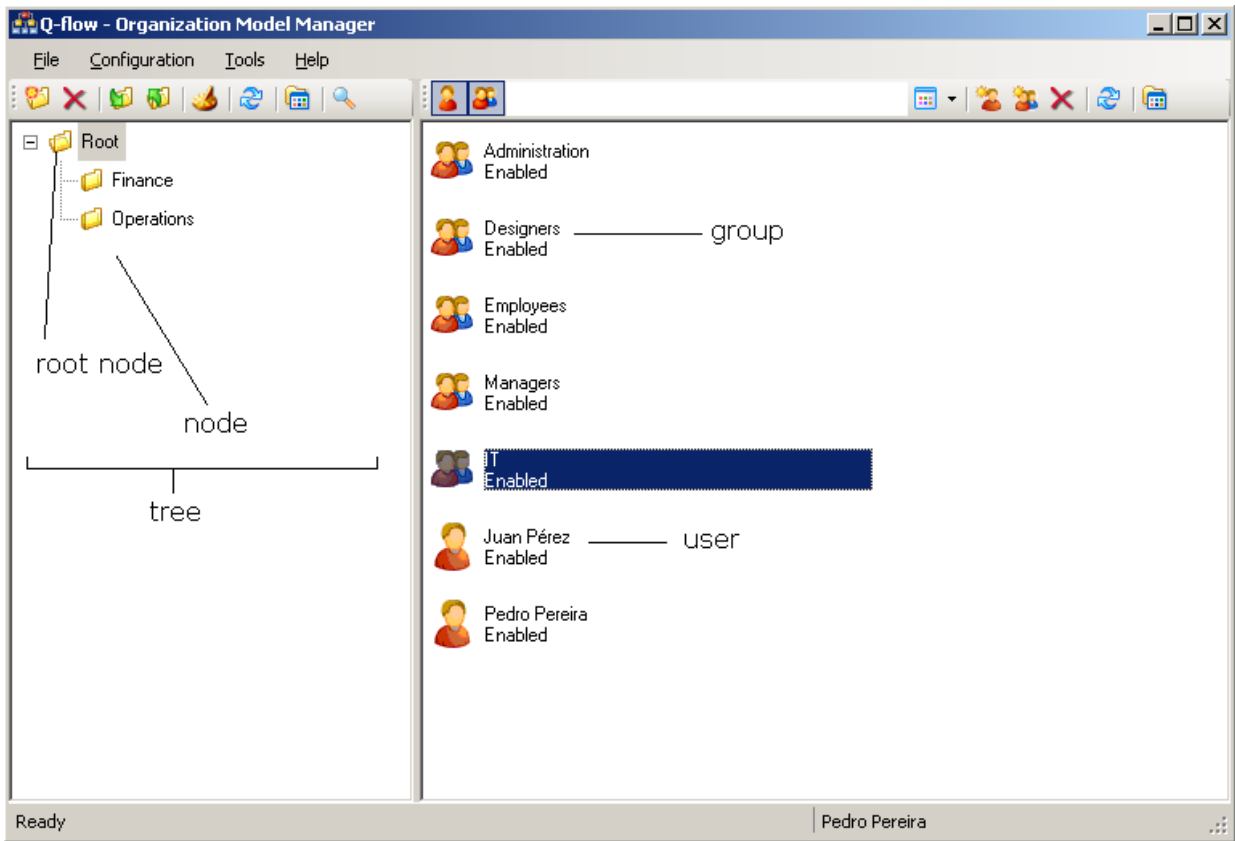 Q-flow - Organization Model Manager
File Configuration Tools Help
Root
Finance
Operations
root node
node
tree
Administration
Enabled
Designers
Enabled
group
Employees
Enabled
Managers
Enabled
IT
Enabled
Juan Pérez
Enabled
user
Pedro Pereira
Enabled
Ready
Pedro Pereira